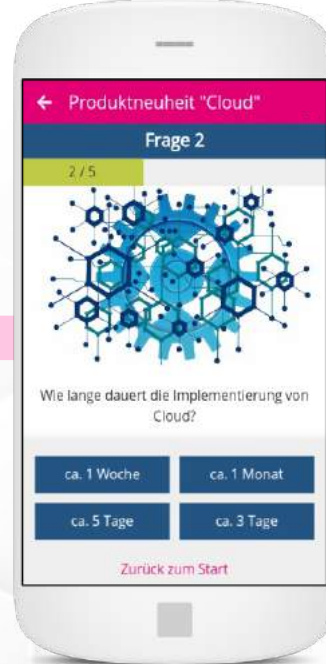 ← Produktneuheit "Cloud"
Frage 2
2 / 5
Wie lange dauert die Implementierung von
Cloud?
ca. 1 Woche
ca. 1 Monat
ca. 5 Tage
ca. 3 Tage
Zurück zum Start